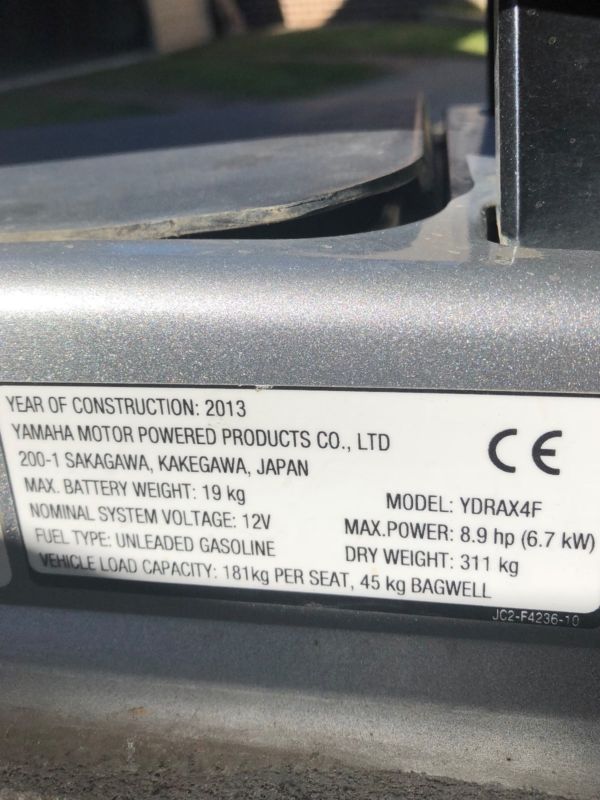 YEAR OF CONSTRUCTION: 2013
YAMAHA MOTOR POWERED PRODUCTS CO., LTD
200-1 SAKAGAWA, KAKEGAWA, JAPAN
MAX. BATTERY WEIGHT: 19 kg
NOMINAL SYSTEM VOLTAGE: 12V
FUEL TYPE: UNLEADED GASOLINE
VEHICLE LOAD CAPACITY: 181kg PER SEAT, 45 kg BAGWELL
CE
MODEL: YDRAX4F
MAX.POWER: 8.9 hp (6.7 kW)
DRY WEIGHT: 311 kg
JC2-F4236-10